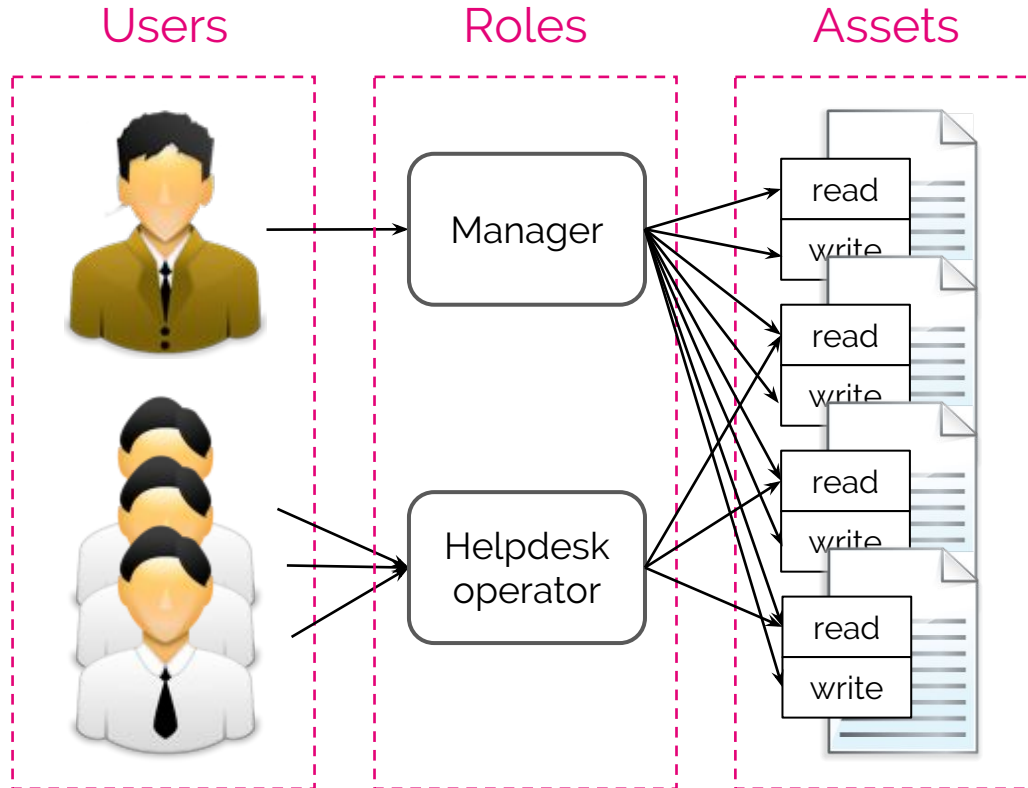 Users
Roles
Assets
Manager
Helpdesk
operator
read
write
read
write
read
write
read
write